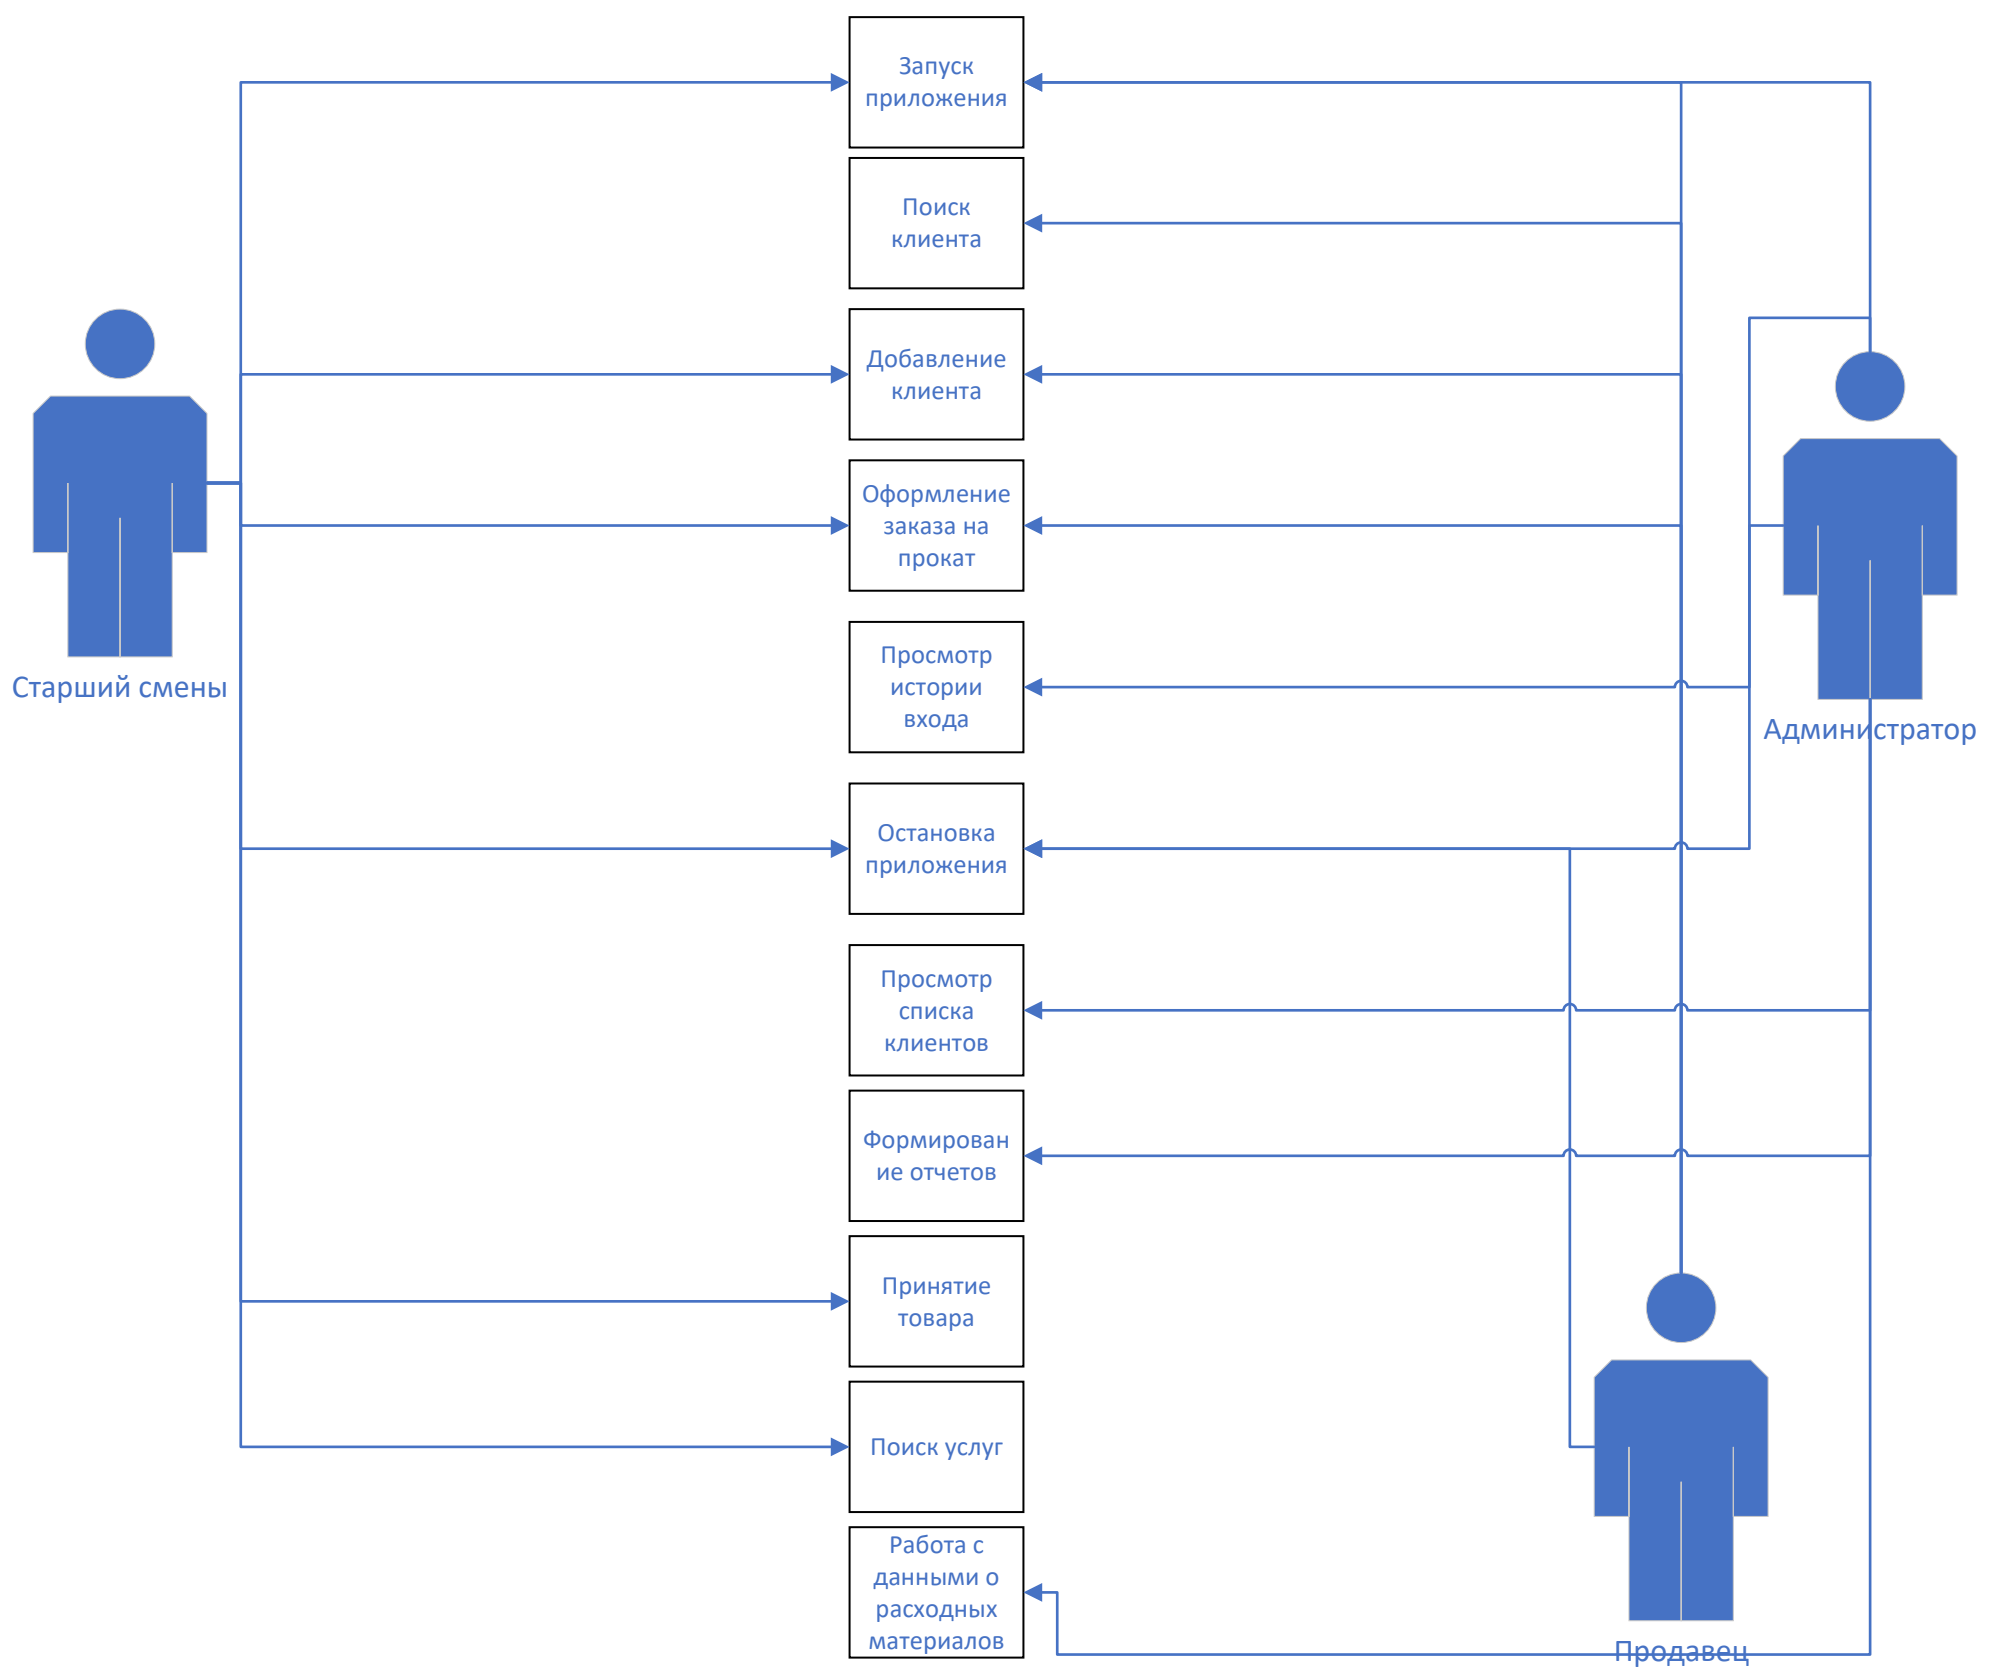 Запуск
приложения
Поиск
клиента
Добавление
клиента
Оформление
заказа на
прокат
Просмотр
истории
входа
Старший смены
Администратор
Остановка
приложения
Просмотр
списка
клиентов
Формирован
ие отчетов
Принятие
товара
Поиск услуг
Работа с
данными о
расходных
материалов
Продавец